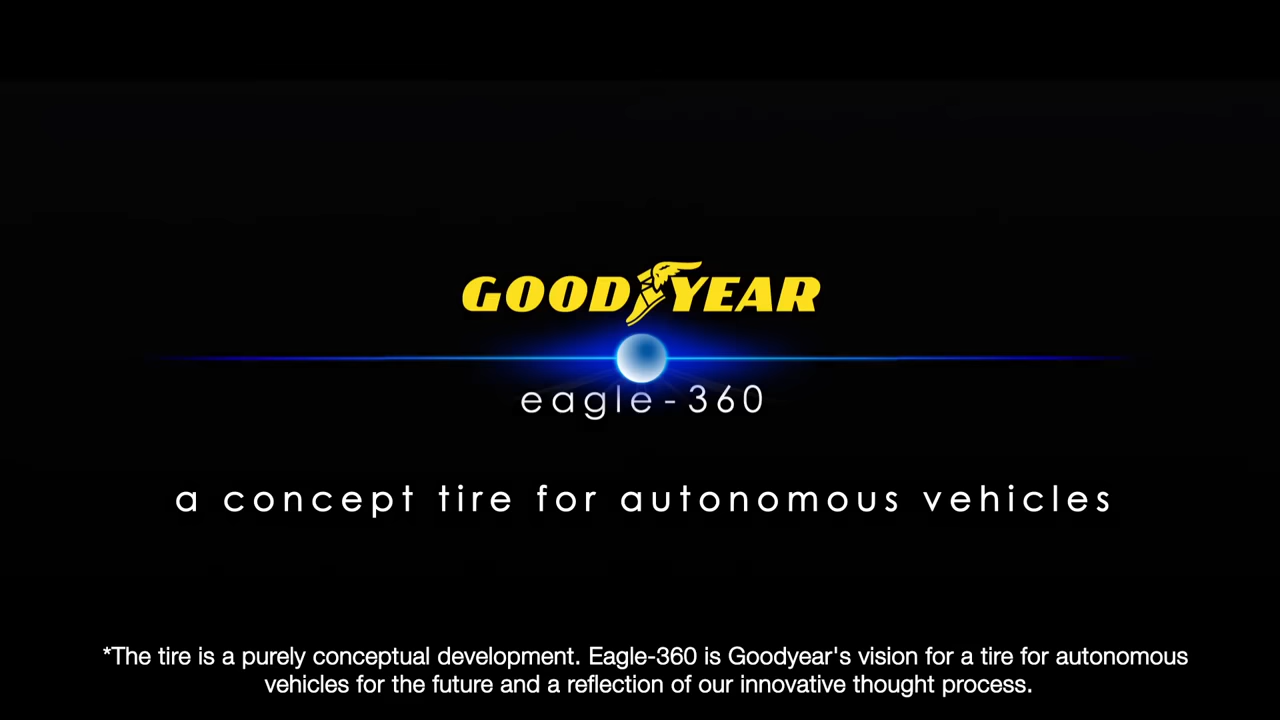 GOODYEAR
eagle-360
a concept tire for autonomous vehicles
*The tire is a purely conceptual development. Eagle-360 is Goodyear's vision for a tire for autonomous
vehicles for the future and a reflection of our innovative thought process.